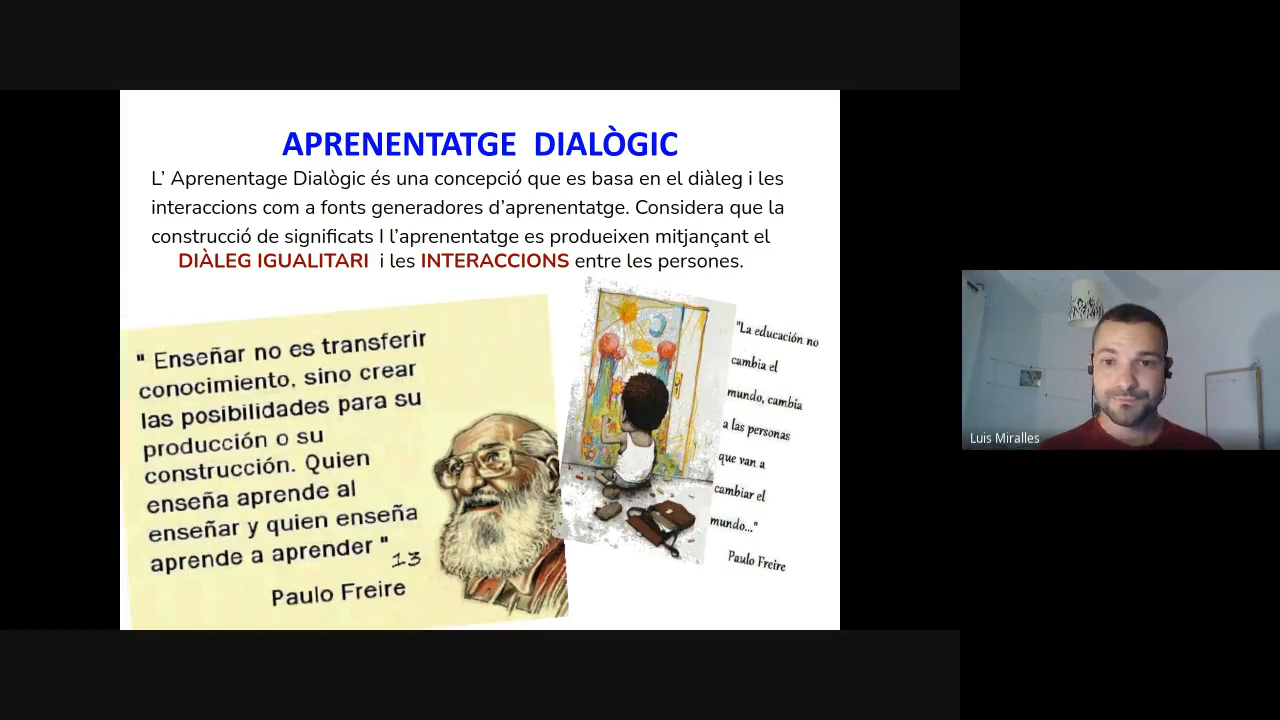 APRENENTATGE DIALÒGIC
L’ Aprenentage Dialògic és una concepció que es basa en el diàleg i les
interaccions com a fonts generadores d’aprenentatge. Considera que la
construcció de significats I l’aprenentatge es produeixen mitjançant el
DIÀLEG IGUALITARI i les INTERACCIONS entre les persones.
" Enseñar no es transferir
conocimiento, sino crear
las posibilidades para su
producción o su
construcción. Quien
enseña aprende al
enseñar y quien enseña
aprende a aprender "
13
Paulo Freire
"La educación no
cambia el
mundo, cambia
a las personas
que van a
cambiar el
mundo..."
Paulo Freire
Luis Miralles